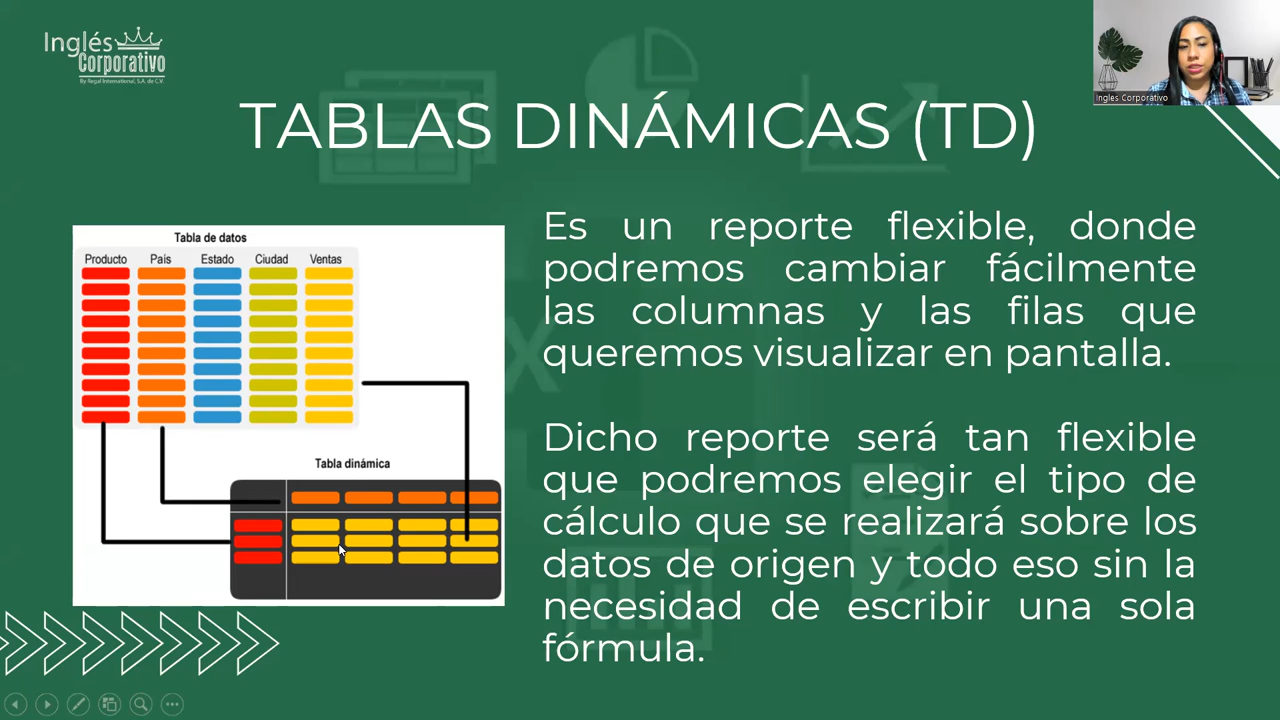 Inglés
Corporativo
By Regal International, S.A. de C.V.
Ingles Corporativo
TABLAS DINÁMICAS (TD)
Tabla de datos
Producto Pais Estado Ciudad Ventas
Tabla dinámica
Es un reporte flexible, donde
podremos cambiar fácilmente
las columnas y las filas que
queremos visualizar en pantalla.
Dicho reporte será tan flexible
que podremos elegir el tipo de
cálculo que se realizará sobre los
datos de origen y todo eso sin la
necesidad de escribir una sola
fórmula.